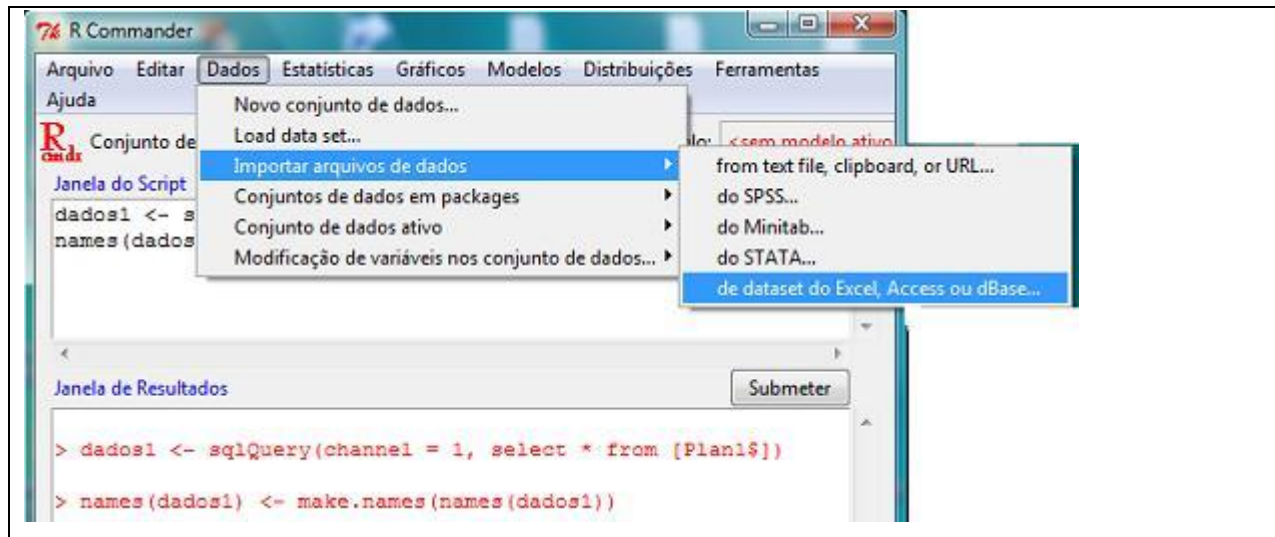 R Commander
Arquivo Editar Dados Estatísticas Gráficos Modelos Distribuições Ferramentas
Ajuda
Novo conjunto de dados...
Load data set...
Importar arquivos de dados
Conjuntos de dados em packages
Conjunto de dados ativo
Modificação de variáveis nos conjunto de dados...
R cmdr Conjunto de lo: <sem modelo ativo
from text file, clipboard, or URL...
do SPSS...
do Minitab...
do STATA...
de dataset do Excel, Access ou dBase...
Janela do Script
dados1 <- s
names(dados
Janela de Resultados Submeter
> dados1 <- sqlQuery(channel = 1, select * from [Plan1$])
> names(dados1) <- make.names(names(dados1))